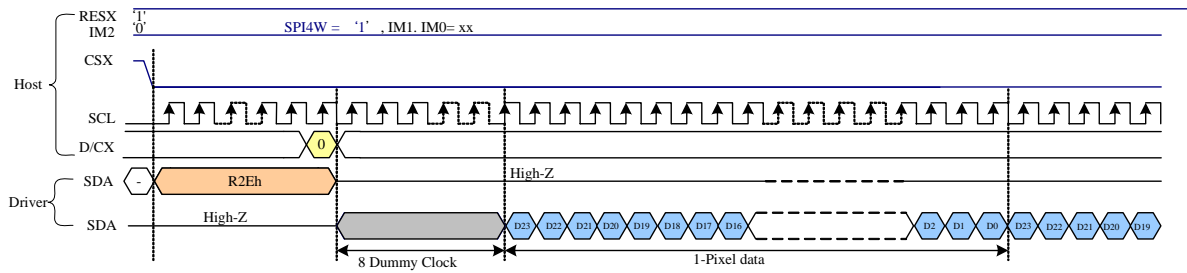 RESX '1'
IM2 '0' SPI4W = '1', IM1. IM0= xx
CSX
Host
SCL
D/CX 0
SDA - R2Eh High-Z
Driver
SDA High-Z D23 D22 D21 D20 D19 D18 D17 D16 D2 D1 D0 D23 D22 D21 D20 D19
8 Dummy Clock 1-Pixel data